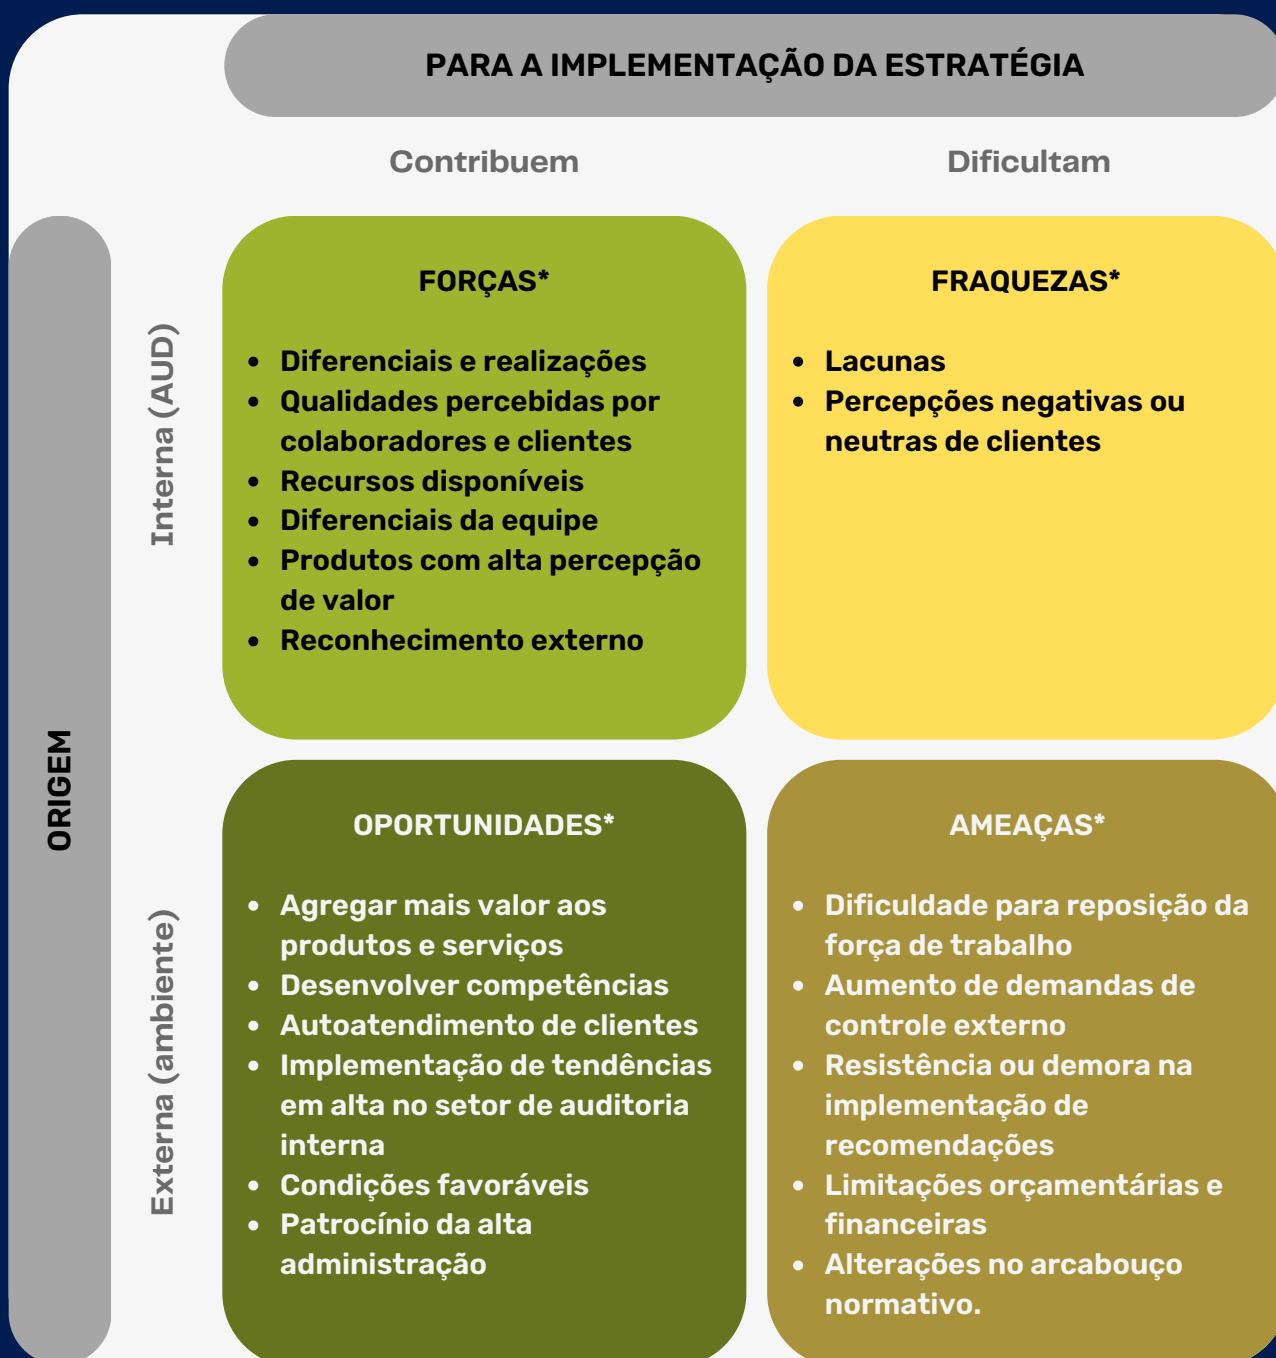 PARA A IMPLEMENTAÇÃO DA ESTRATÉGIA
Contribuem
Dificultam
ORIGEM
Interna (AUD)
FORÇAS*
• Diferenciais e realizações
• Qualidades percebidas por
colaboradores e clientes
• Recursos disponíveis
• Diferenciais da equipe
• Produtos com alta percepção
de valor
• Reconhecimento externo
FRAQUEZAS*
• Lacunas
• Percepções negativas ou
neutras de clientes
Externa (ambiente)
OPORTUNIDADES*
• Agregar mais valor aos
produtos e serviços
• Desenvolver competências
• Autoatendimento de clientes
• Implementação de tendências
em alta no setor de auditoria
interna
• Condições favoráveis
• Patrocínio da alta
administração
AMEAÇAS*
• Dificuldade para reposição da
força de trabalho
• Aumento de demandas de
controle externo
• Resistência ou demora na
implementação de
recomendações
• Limitações orçamentárias e
financeiras
• Alterações no arcabouço
normativo.